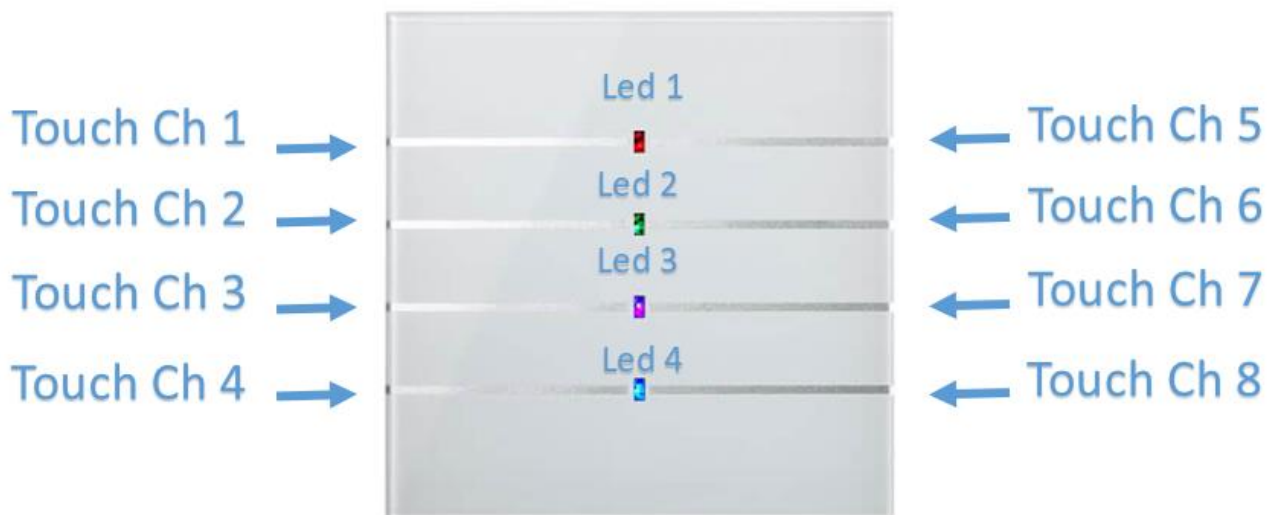 Led 1
Touch Ch 1
Touch Ch 5
Led 2
Touch Ch 2
Touch Ch 6
Led 3
Touch Ch 3
Touch Ch 7
Led 4
Touch Ch 4
Touch Ch 8